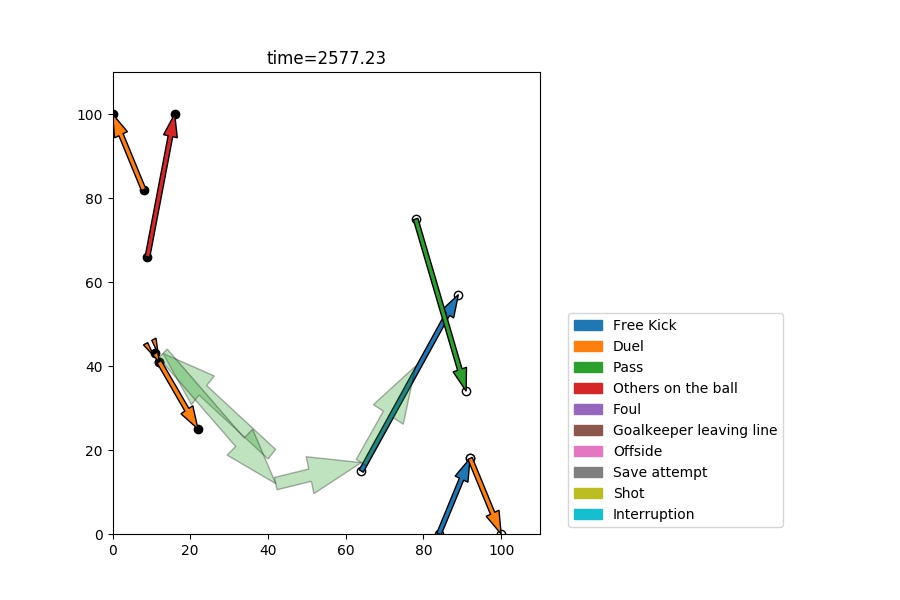 time=2577.23
100
80
60
40
20
0
0
20
40
60
80
100
Free Kick
Duel
Pass
Others on the ball
Foul
Goalkeeper leaving line
Offside
Save attempt
Shot
Interruption